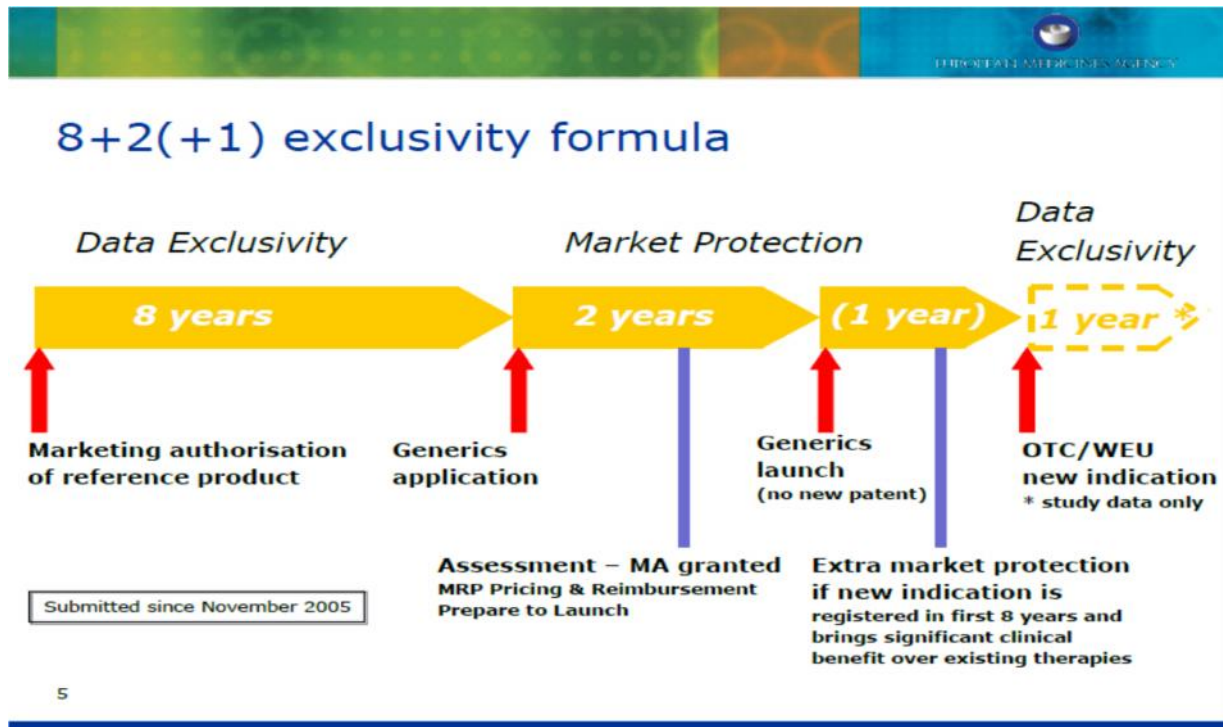 EUROPEAN MEDICINES AGENCY
8+2(+1) exclusivity formula
Data Exclusivity
Market Protection
Data
Exclusivity
8 years
2 years
(1 year)
1 year *
Marketing authorisation
of reference product
Generics
application
Generics
launch
(no new patent)
OTC/WEU
new indication
* study data only
Assessment – MA granted
MRP Pricing & Reimbursement
Prepare to Launch
Extra market protection
if new indication is
registered in first 8 years and
brings significant clinical
benefit over existing therapies
Submitted since November 2005
5